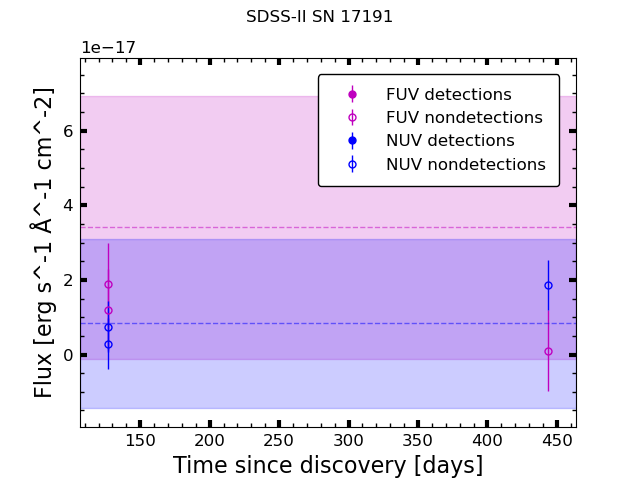 SDSS-II SN 17191
1e−17
FUV detections
FUV nondetections
NUV detections
NUV nondetections
6
4
2
0
Flux [erg s^-1 Å^-1 cm^-2]
150 200 250 300 350 400 450
Time since discovery [days]